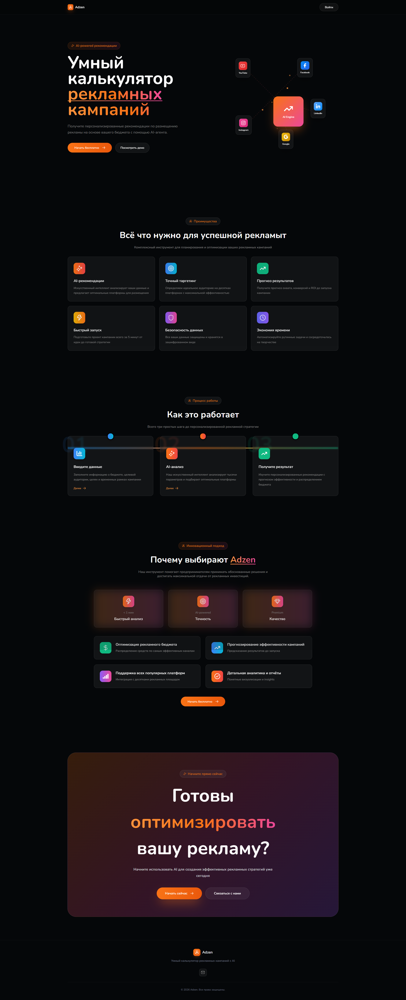 Adzen
Войти
AI-powered рекомендации
Умный
калькулятор
рекламных
кампаний
Получите персонализированные рекомендации по размещению
рекламы на основе вашего бюджета с помощью AI-агента.
Начать бесплатно
Посмотреть демо
YouTube
Facebook
AI Engine
LinkedIn
Instagram
Google
Преимущества
Всё что нужно для успешной рекламыт
Комплексный инструмент для планирования и оптимизации ваших рекламных кампаний
AI-рекомендации
Искусственный интеллект анализирует ваши данные и
предлагает оптимальные платформы для размещения
Точный таргетинг
Определяем идеальное аудиторию на десятках
платформах с максимальной эффективностью
Прогноз результатов
Получите прогноз охвата, конверсий и ROI до запуска
кампании
Быстрый запуск
Подготовьте проект кампании всего за 5 минут от
идеи до готовой стратегии
Безопасность данных
Все ваши данные защищены и хранятся в
зашифрованном виде
Экономия времени
Автоматизируйте рутинные задачи и сосредоточьтесь
на творчестве
Процесс работы
Как это работает
Всего три простых шага до персонализированной рекламной стратегии
01
Введите данные
Заполните информацию о бюджете, целевой
аудитории, целях и временных рамках кампании
Далее
02
AI-анализ
Наш искусственный интеллект анализирует тысячи
параметров и подбирает оптимальные платформы
Далее
03
Получите результат
Изучите персонализированные рекомендации с
прогнозом эффективности и распределением
бюджета
Инновационный подход
Почему выбирают Adzen
Наш инструмент помогает предпринимателям принимать обоснованные решения и
достигать максимальной отдачи от рекламных инвестиций.
< 1 мин
Быстрый анализ
AI-powered
Точность
Premium
Качество
Оптимизация рекламного бюджета
Распределение средств по самым эффективным каналам
Прогнозирование эффективности кампаний
Предсказание результатов до запуска
Поддержка всех популярных платформ
Интеграция с десятками рекламных площадок
Детальная аналитика и отчёты
Понятные визуализации и insights
Начать бесплатно
Начните прямо сейчас
Готовы
оптимизировать
вашу рекламу?
Начните использовать AI для создания эффективных рекламных стратегий уже
сегодня
Начать сейчас
Связаться с нами
Adzen
Умный калькулятор рекламных кампаний с AI
© 2026 Adzen. Все права защищены.